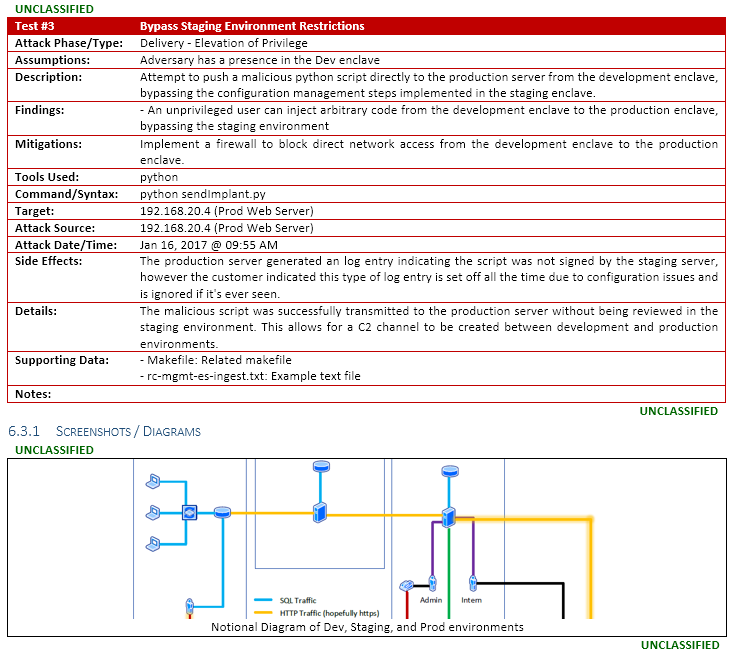 UNCLASSIFIED
Test #3 Bypass Staging Environment Restrictions
Attack Phase/Type: Delivery - Elevation of Privilege
Assumptions: Adversary has a presence in the Dev enclave
Description: Attempt to push a malicious python script directly to the production server from the development enclave,
bypassing the configuration management steps implemented in the staging enclave.
Findings: - An unprivileged user can inject arbitrary code from the development enclave to the production enclave,
bypassing the staging environment
Mitigations: Implement a firewall to block direct network access from the development enclave to the production
enclave.
Tools Used: python
Command/Syntax: python sendImplant.py
Target: 192.168.20.4 (Prod Web Server)
Attack Source: 192.168.20.4 (Prod Web Server)
Attack Date/Time: Jan 16, 2017 @ 09:55 AM
Side Effects: The production server generated an log entry indicating the script was not signed by the staging server,
however the customer indicated this type of log entry is set off all the time due to configuration issues and
is ignored if it's ever seen.
Details: The malicious script was successfully transmitted to the production server without being reviewed in the
staging environment. This allows for a C2 channel to be created between development and production
environments.
Supporting Data: - Makefile: Related makefile
- rc-mgmt-es-ingest.txt: Example text file
Notes:
UNCLASSIFIED
6.3.1 Screenshots / Diagrams
UNCLASSIFIED
Admin Intern
SQL Traffic
HTTP Traffic (hopefully https)
Notional Diagram of Dev, Staging, and Prod environments
UNCLASSIFIED